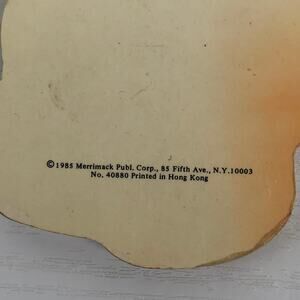 ©1985 Merrimack Publ. Corp., 85 Fifth Ave., N.Y.10003
No. 40880 Printed in Hong Kong